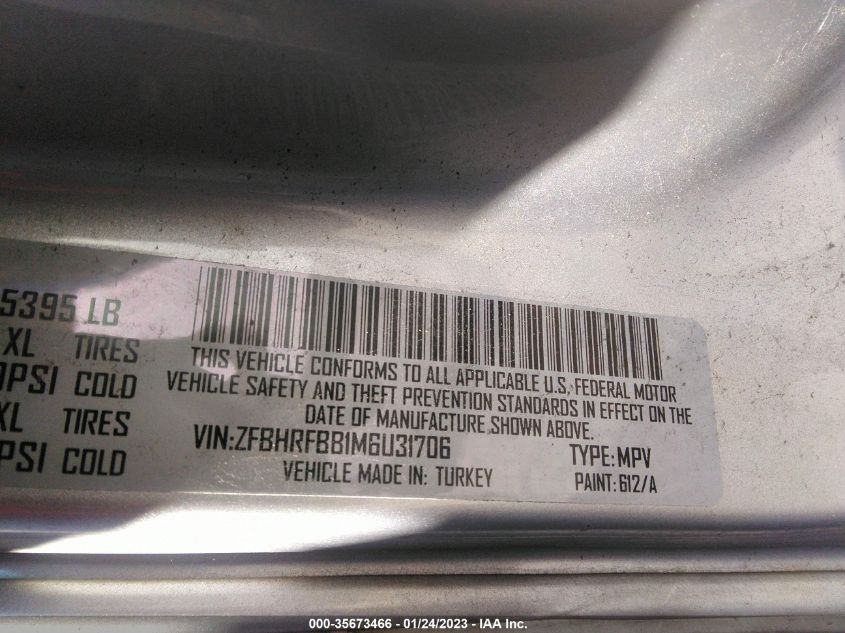 5395 LB
XL TIRES
PSI COLD
XL TIRES
PSI COLD
THIS VEHICLE CONFORMS TO ALL APPLICABLE U.S. FEDERAL MOTOR
VEHICLE SAFETY AND THEFT PREVENTION STANDARDS IN EFFECT ON THE
DATE OF MANUFACTURE SHOWN ABOVE.
VIN:ZFBHRFBB1M6U31706 TYPE:MPV
VEHICLE MADE IN: TURKEY PAINT:612/A
000-35673466 - 01/24/2023 - IAA Inc.